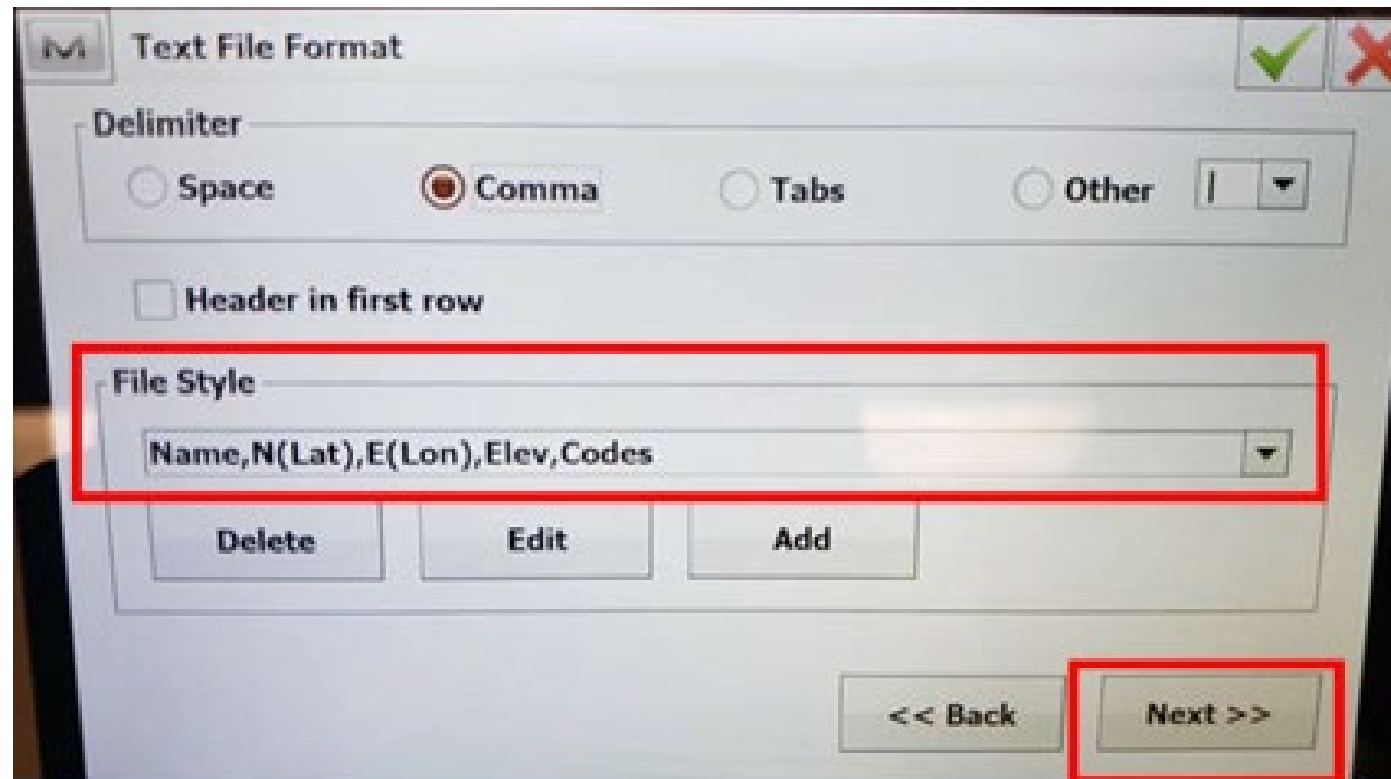 Text File Format
Delimiter
Space Comma Tabs Other |
Header in first row
File Style
Name,N(Lat),E(Lon),Elev,Codes
Delete Edit Add
<< Back Next >>